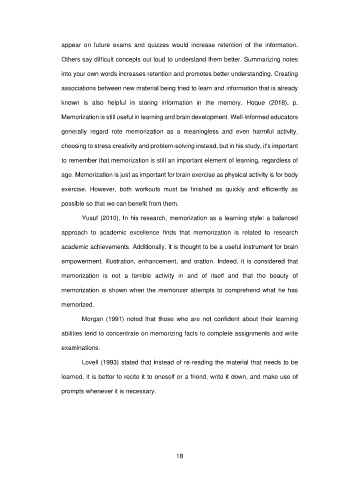 appear on future exams and quizzes would increase retention of the information.
Others say difficult concepts out loud to understand them better. Summarizing notes
into your own words increases retention and promotes better understanding. Creating
associations between new material being tried to learn and information that is already
known is also helpful in storing information in the memory. Hoque (2018), p.
Memorization is still useful in learning and brain development. Well-informed educators
generally regard rote memorization as a meaningless and even harmful activity,
choosing to stress creativity and problem-solving instead, but in his study, it's important
to remember that memorization is still an important element of learning, regardless of
age. Memorization is just as important for brain exercise as physical activity is for body
exercise. However, both workouts must be finished as quickly and efficiently as
possible so that we can benefit from them.
Yusuf (2010), In his research, memorization as a learning style: a balanced
approach to academic excellence finds that memorization is related to research
academic achievements. Additionally, it is thought to be a useful instrument for brain
empowerment, illustration, enhancement, and oration. Indeed, it is considered that
memorization is not a terrible activity in and of itself and that the beauty of
memorization is shown when the memorizer attempts to comprehend what he has
memorized.
Morgan (1991) noted that those who are not confident about their learning
abilities tend to concentrate on memorizing facts to complete assignments and write
examinations.
Lovell (1993) stated that instead of re-reading the material that needs to be
learned, it is better to recite it to oneself or a friend, write it down, and make use of
prompts whenever it is necessary.
18